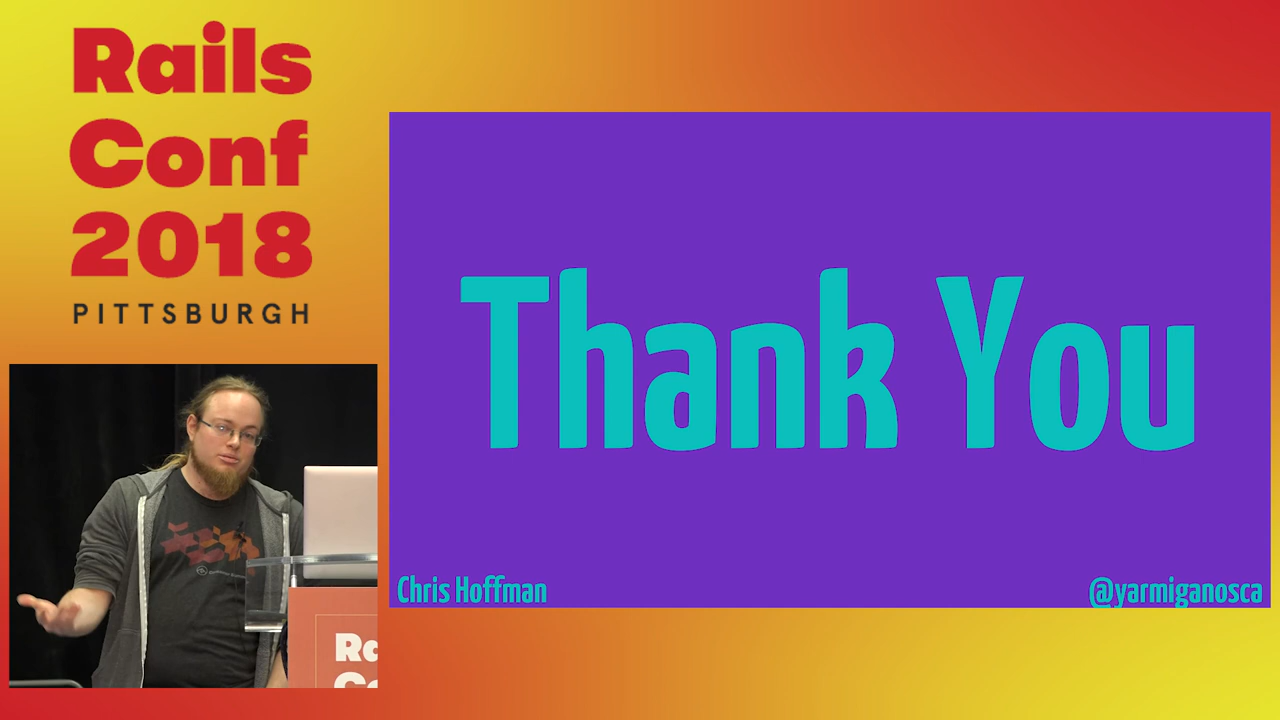 Rails
Conf
2018
PITTSBURGH
Thank You
Chris Hoffman
@yarmiganosca